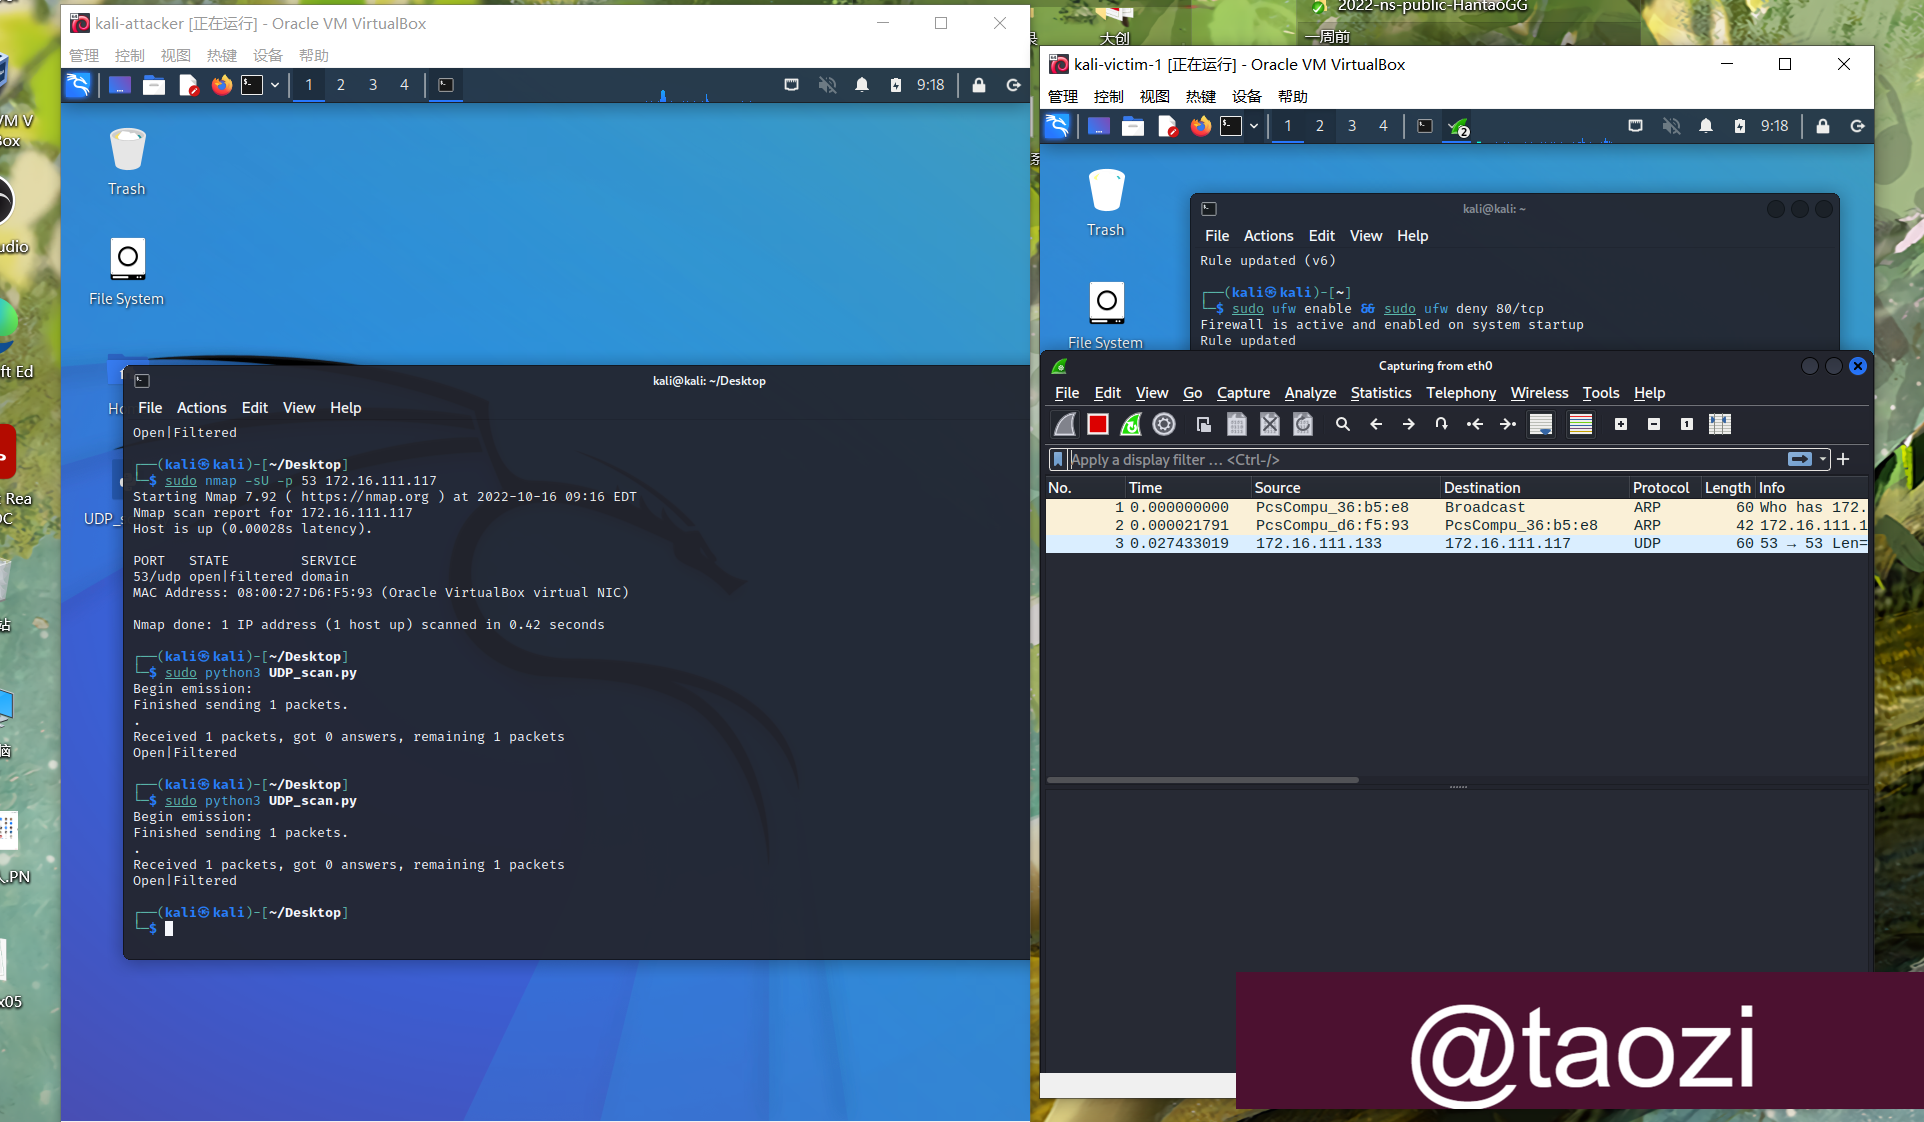 kali-attacker [正在运行] - Oracle VM VirtualBox
管理 控制 视图 热键 设备 帮助
1 2 3 4 9:18
Trash
File System
kali@kali: ~/Desktop
File Actions Edit View Help
Open|Filtered
┌──(kali㉿kali)-[~/Desktop]
└─$ sudo nmap -sU -p 53 172.16.111.117
Starting Nmap 7.92 ( https://nmap.org ) at 2022-10-16 09:16 EDT
Nmap scan report for 172.16.111.117
Host is up (0.00028s latency).
PORT STATE SERVICE
53/udp open|filtered domain
MAC Address: 08:00:27:D6:F5:93 (Oracle VirtualBox virtual NIC)
Nmap done: 1 IP address (1 host up) scanned in 0.42 seconds
┌──(kali㉿kali)-[~/Desktop]
└─$ sudo python3 UDP_scan.py
Begin emission:
Finished sending 1 packets.
.
Received 1 packets, got 0 answers, remaining 1 packets
Open|Filtered
┌──(kali㉿kali)-[~/Desktop]
└─$ sudo python3 UDP_scan.py
Begin emission:
Finished sending 1 packets.
.
Received 1 packets, got 0 answers, remaining 1 packets
Open|Filtered
┌──(kali㉿kali)-[~/Desktop]
└─$
2022-ns-public-HantaoGG
大创
一周前
kali-victim-1 [正在运行] - Oracle VM VirtualBox
管理 控制 视图 热键 设备 帮助
1 2 3 4 2 9:18
Trash
File System
kali@kali: ~
File Actions Edit View Help
Rule updated (v6)
┌──(kali㉿kali)-[~]
└─$ sudo ufw enable && sudo ufw deny 80/tcp
Firewall is active and enabled on system startup
Rule updated
Capturing from eth0
File Edit View Go Capture Analyze Statistics Telephony Wireless Tools Help
Apply a display filter ... <Ctrl-/>
No. Time Source Destination Protocol Length Info
1 0.000000000 PcsCompu_36:b5:e8 Broadcast ARP 60 Who has 172.
2 0.000021791 PcsCompu_d6:f5:93 PcsCompu_36:b5:e8 ARP 42 172.16.111.1
3 0.027433019 172.16.111.133 172.16.111.117 UDP 60 53 → 53 Len=
@taozi